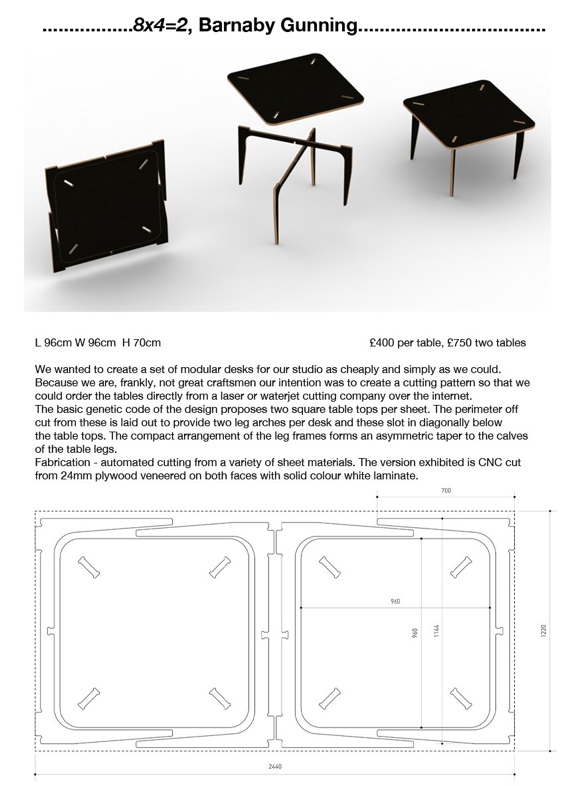 ..................8x4=2, Barnaby Gunning......................................
L 96cm W 96cm H 70cm
£400 per table, £750 two tables
We wanted to create a set of modular desks for our studio as cheaply and simply as we could.
Because we are, frankly, not great craftsmen our intention was to create a cutting pattern so that we
could order the tables directly from a laser or waterjet cutting company over the internet.
The basic genetic code of the design proposes two square table tops per sheet. The perimeter off
cut from these is laid out to provide two leg arches per desk and these slot in diagonally below
the table tops. The compact arrangement of the leg frames forms an asymmetric taper to the calves
of the table legs.
Fabrication - automated cutting from a variety of sheet materials. The version exhibited is CNC cut
from 24mm plywood veneered on both faces with solid colour white laminate.
700
960
960
1144
1220
2440